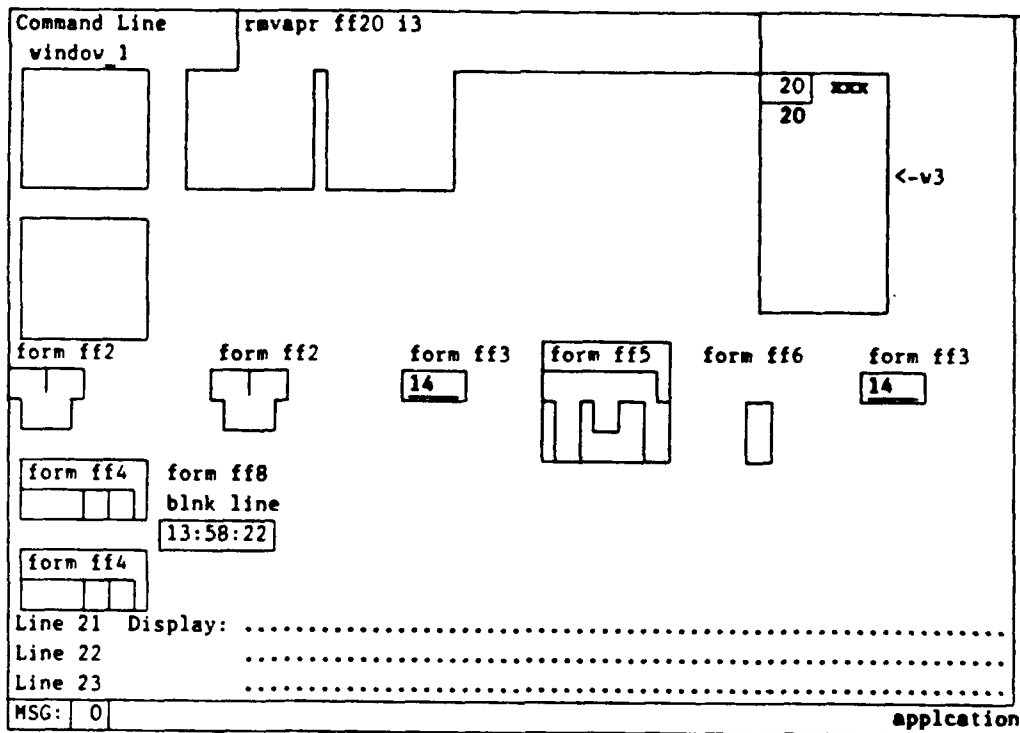 Command Line rmvapr ff20 i3
window_1
20 xxx
20
<-w3
form ff2 form ff2 form ff3 form ff5 form ff6 form ff3
14 14
form ff4 form ff8
blnk line
13:58:22
form ff4
Line 21 Display: ............................................................
Line 22 ............................................................
Line 23 ............................................................
MSG: 0 applcation